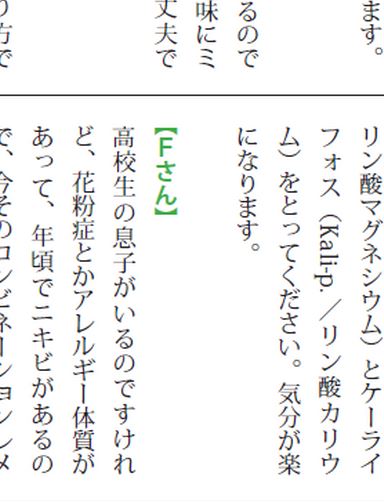 ます。
るので
味にミ
丈夫で
り方で
リン酸マグネシウム）とケーライ
フォス（Kali-p.／リン酸カリウ
ム）をとってください。気分が楽
になります。
【Fさん】
高校生の息子がいるのですけれ
ど、花粉症とかアレルギー体質が
あって、年頃でニキビがあるの
で、今そのコンビネーションレメ